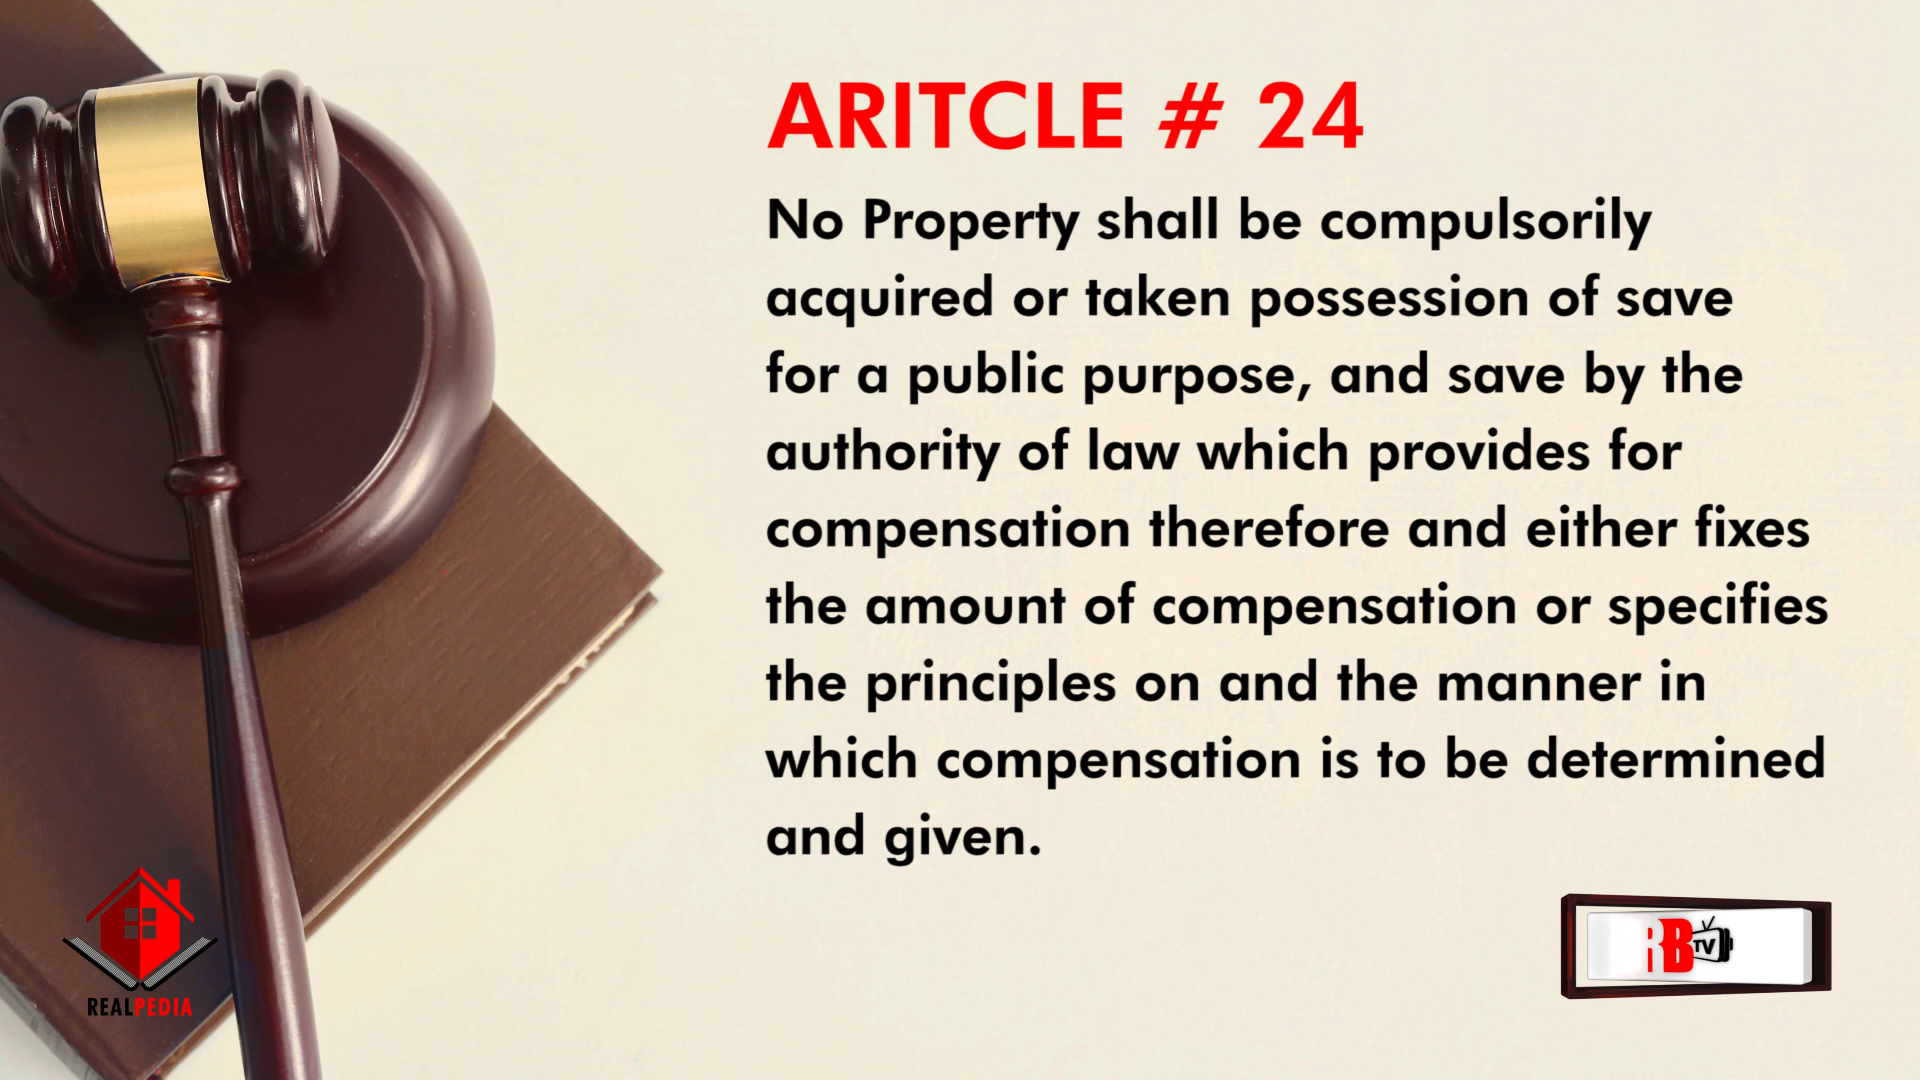 ARITCLE # 24
No Property shall be compulsorily
acquired or taken possession of save
for a public purpose, and save by the
authority of law which provides for
compensation therefore and either fixes
the amount of compensation or specifies
the principles on and the manner in
which compensation is to be determined
and given.
REALPEDIA
RB TV